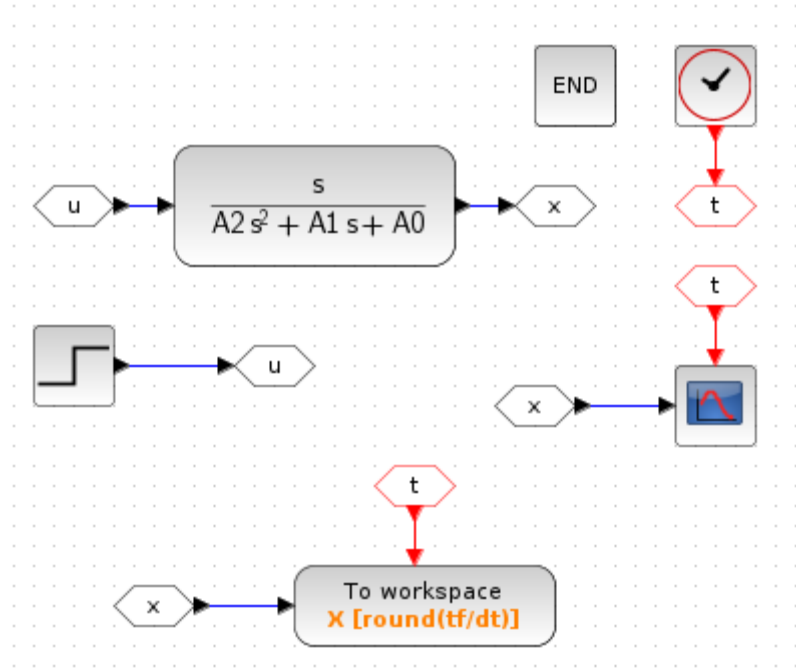 END
u
s
A2 s² + A1 s + A0
x
t
t
u
x
t
x
To workspace
X [round(tf/dt)]